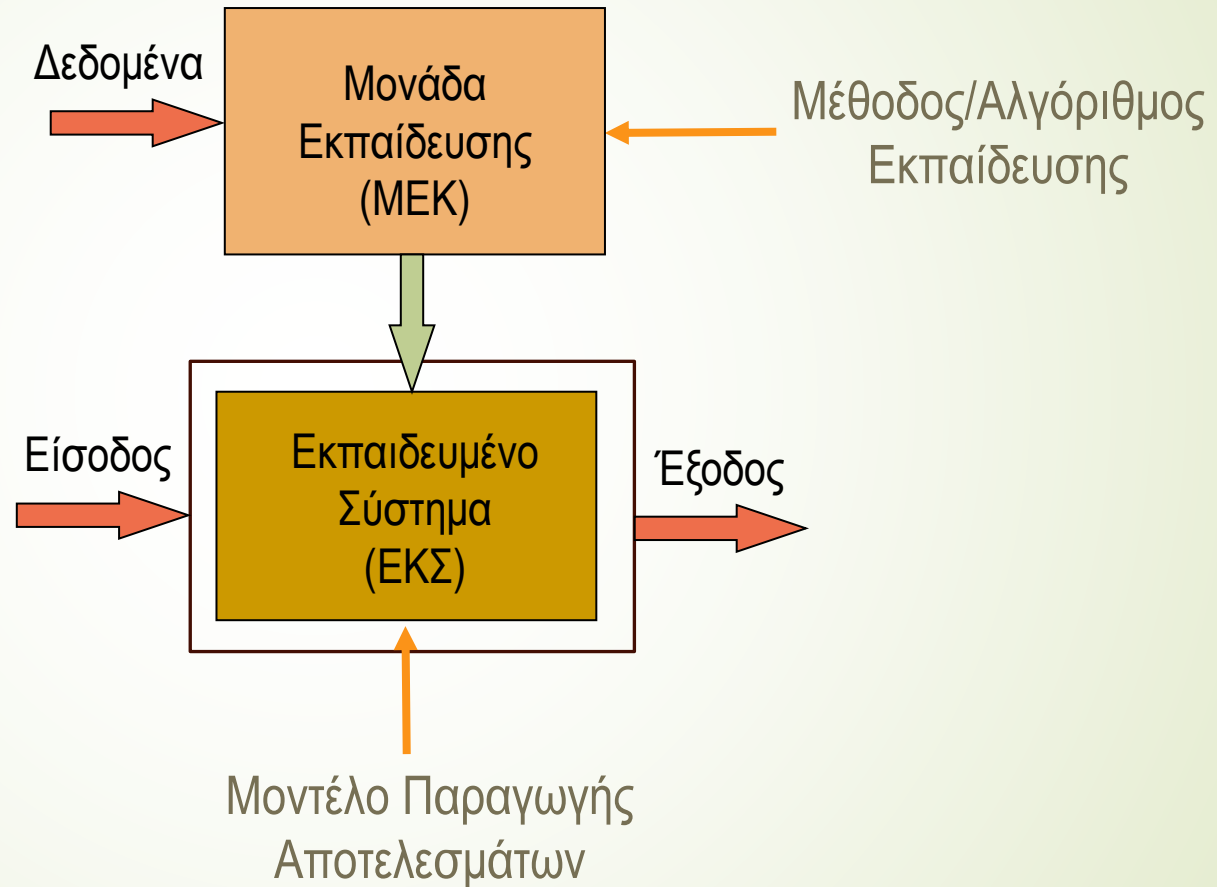 Δεδομένα
Μονάδα
Εκπαίδευσης
(ΜΕΚ)
Μέθοδος/Αλγόριθμος
Εκπαίδευσης
Είσοδος
Εκπαιδευμένο
Σύστημα
(ΕΚΣ)
Έξοδος
Μοντέλο Παραγωγής
Αποτελεσμάτων